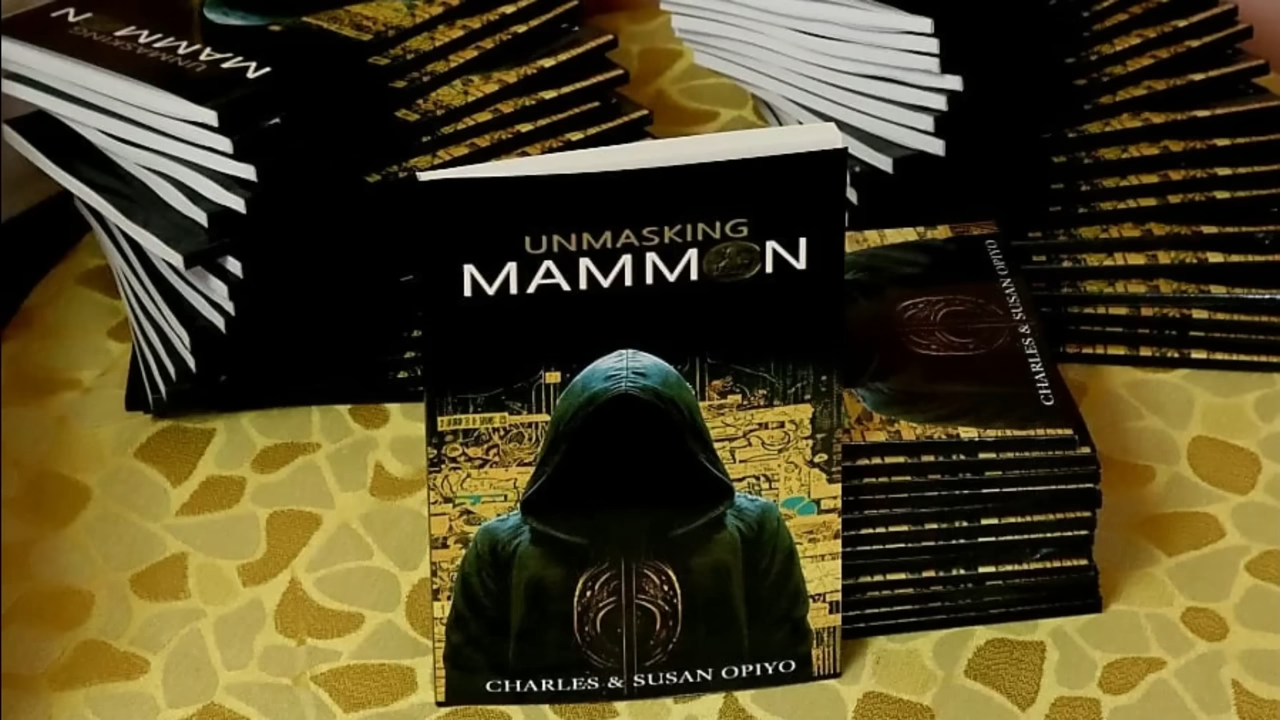 UNMASKING
MAMMON
UNMASKING
MAMMON
CHARLES & SUSAN OPIYO
CHARLES & SUSAN OPIYO